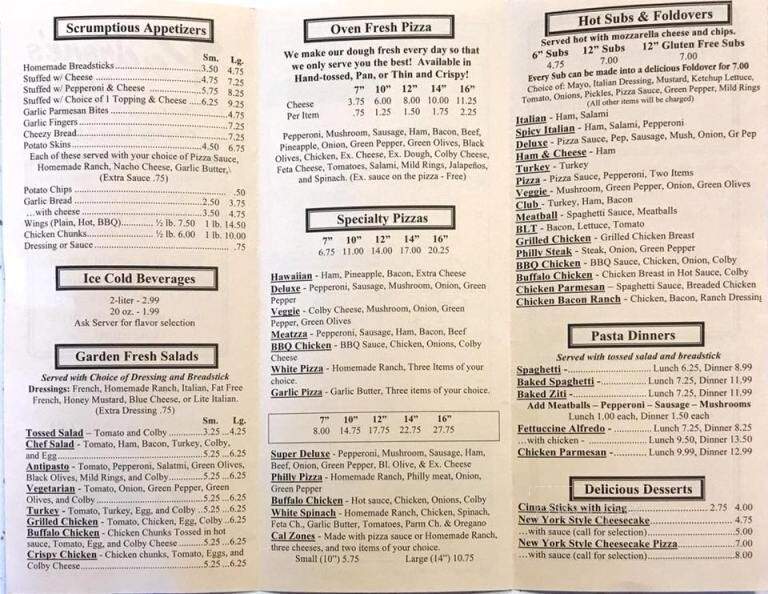 Scrumptious Appetizers
Sm. Lg.
Homemade Breadsticks 3.50 4.75
Stuffed w/ Cheese 4.75 7.25
Stuffed w/ Pepperoni & Cheese 5.75 8.25
Stuffed w/ Choice of 1 Topping & Cheese ....6.25 9.25
Garlic Parmesan Bites 4.75
Garlic Fingers 7.25
Cheezy Bread 7.25
Potato Skins 4.50 6.75
Each of these served with your choice of Pizza Sauce,
Homemade Ranch, Nacho Cheese, Garlic Butter,\
(Extra Sauce .75)
Potato Chips .50
Garlic Bread 2.50 3.75
…with cheese 3.50 4.75
Wings (Plain, Hot, BBQ) ½ lb. 7.50 1 lb. 14.50
Chicken Chunks ½ lb. 6.00 1 lb. 10.00
Dressing or Sauce .75
Ice Cold Beverages
2-liter - 2.99
20 oz. - 1.99
Ask Server for flavor selection
Garden Fresh Salads
Served with Choice of Dressing and Breadstick
Dressings: French, Homemade Ranch, Italian, Fat Free
French, Honey Mustard, Blue Cheese, or Lite Italian.
(Extra Dressing .75)
Sm. Lg.
Tossed Salad – Tomato and Colby 3.25 ...4.25
Chef Salad - Tomato, Ham, Bacon, Turkey, Colby,
and Egg 5.25 ...6.25
Antipasto - Tomato, Pepperoni, Salatmi, Green Olives,
Black Olives, Mild Rings, and Colby 5.25 ...6.25
Vegetarian - Tomato, Onion, Green Pepper, Green
Olives, and Colby 5.25 ...6.25
Turkey - Tomato, Turkey, Egg, and Colby ..5.25 ...6.25
Grilled Chicken - Tomato, Chicken, Egg, Colby ..6.25
Buffalo Chicken - Chicken Chunks Tossed in hot
sauce, Tomato, Egg, and Colby Cheese 5.25 ...6.25
Crispy Chicken - Chicken chunks, Tomato, Eggs, and
Colby Cheese 5.25 ...6.25
Oven Fresh Pizza
We make our dough fresh every day so that
we only serve you the best! Available in
Hand-tossed, Pan, or Thin and Crispy!
7” 10” 12” 14” 16”
Cheese 3.75 6.00 8.00 10.00 11.25
Per Item .75 1.25 1.50 1.75 2.25
Pepperoni, Mushroom, Sausage, Ham, Bacon, Beef,
Pineapple, Onion, Green Pepper, Green Olives, Black
Olives, Chicken, Ex. Cheese, Ex. Dough, Colby Cheese,
Feta Cheese, Tomatoes, Salami, Mild Rings, Jalapeños,
and Spinach. (Ex. sauce on the pizza - Free)
Specialty Pizzas
7” 10” 12” 14” 16”
6.75 11.00 14.00 17.00 20.25
Hawaiian - Ham, Pineapple, Bacon, Extra Cheese
Deluxe - Pepperoni, Mushroom, Sausage, Onion, Green
Pepper
Veggie - Colby Cheese, Mushroom, Onion, Green
Pepper, Green Olives
Meatzza - Pepperoni, Sausage, Ham, Bacon, Beef
BBQ Chicken - BBQ Sauce, Chicken, Onions, Colby
Cheese
White Pizza - Homemade Ranch, Three Items of your
choice.
Garlic Pizza - Garlic Butter, Three items of your choice.
7” 10” 12” 14” 16”
8.00 14.75 17.75 22.75 27.75
Super Deluxe - Pepperoni, Mushroom, Sausage, Ham,
Beef, Onion, Green Pepper, Bl. Olive, & Ex. Cheese
Philly Pizza - Homemade Ranch, Philly meat, Onion,
Green Pepper
Buffalo Chicken - Hot sauce, Chicken, Onions, Colby
White Spinach - Homemade Ranch, Chicken, Spinach,
Feta Ch., Garlic Butter, Tomatoes, Parm Ch. & Oregano
Cal Zones - Made with pizza sauce or Homemade Ranch,
three cheeses, and two items of your choice.
Small (10”) 5.75 Large (14”) 10.75
Hot Subs & Foldovers
Served hot with mozzarella cheese and chips.
6” Subs 12” Subs 12” Gluten Free Subs
4.75 7.00 7.00
Every Sub can be made into a delicious Foldover for 7.00
Choice of: Mayo, Italian Dressing, Mustard, Ketchup Lettuce,
Tomato, Onions, Pickles, Pizza Sauce, Green Pepper, Mild Rings
(All other items will be charged)
Italian - Ham, Salami
Spicy Italian - Ham, Salami, Pepperoni
Deluxe - Pizza Sauce, Pep, Sausage, Mush, Onion, Gr Pep
Ham & Cheese - Ham
Turkey - Turkey
Pizza - Pizza Sauce, Pepperoni, Two Items
Veggie - Mushroom, Green Pepper, Onion, Green Olives
Club - Turkey, Ham, Bacon
Meatball - Spaghetti Sauce, Meatballs
BLT - Bacon, Lettuce, Tomato
Grilled Chicken - Grilled Chicken Breast
Philly Steak - Steak, Onion, Green Pepper
BBQ Chicken - BBQ Sauce, Chicken, Onion, Colby
Buffalo Chicken - Chicken Breast in Hot Sauce, Colby
Chicken Parmesan – Spaghetti Sauce, Breaded Chicken
Chicken Bacon Ranch - Chicken, Bacon, Ranch Dressing
Pasta Dinners
Served with tossed salad and breadstick
Spaghetti - Lunch 6.25, Dinner 8.99
Baked Spaghetti - Lunch 7.25, Dinner 11.99
Baked Ziti - Lunch 7.25, Dinner 11.99
Add Meatballs ~ Pepperoni ~ Sausage ~ Mushrooms
Lunch 1.00 each, Dinner 1.50 each
Fettuccine Alfredo - Lunch 7.25, Dinner 8.25
…with chicken - Lunch 9.50, Dinner 13.50
Chicken Parmesan - Lunch 9.99, Dinner 12.99
Delicious Desserts
Cinna Sticks with icing 2.75 4.00
New York Style Cheesecake 4.75
…with sauce (call for selection) 5.00
New York Style Cheesecake Pizza 7.00
…with sauce (call for selection) 8.00